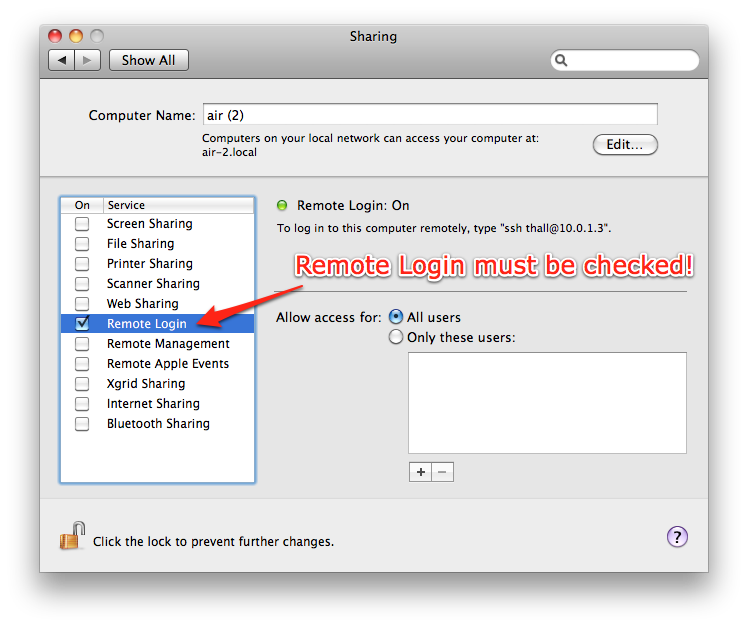 Sharing
Show All
Computer Name: air (2)
Computers on your local network can access your computer at:
air-2.local
Edit...
On Service
Screen Sharing
File Sharing
Printer Sharing
Scanner Sharing
Web Sharing
Remote Login
Remote Management
Remote Apple Events
Xgrid Sharing
Internet Sharing
Bluetooth Sharing
Remote Login: On
To log in to this computer remotely, type "ssh thall@10.0.1.3".
Remote Login must be checked!
Allow access for: All users
Only these users:
+ −
Click the lock to prevent further changes.
?